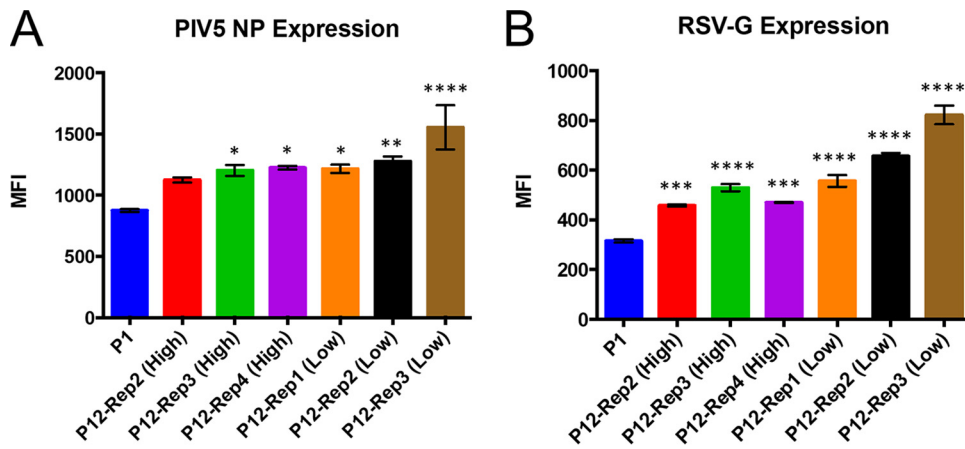 A
PIV5 NP Expression
MFI
2000
1500
1000
500
0
*
*
*
**
****
P1
P12-Rep2 (High)
P12-Rep3 (High)
P12-Rep4 (High)
P12-Rep1 (Low)
P12-Rep2 (Low)
P12-Rep3 (Low)
B
RSV-G Expression
MFI
1000
800
600
400
200
0
***
****
***
****
****
****
P1
P12-Rep2 (High)
P12-Rep3 (High)
P12-Rep4 (High)
P12-Rep1 (Low)
P12-Rep2 (Low)
P12-Rep3 (Low)